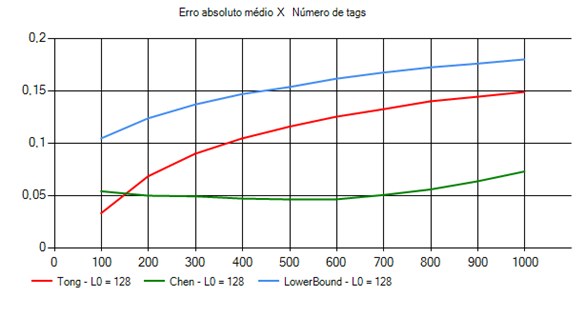 Erro absoluto médio X Número de tags
0,2
0,15
0,1
0,05
0
0 100 200 300 400 500 600 700 800 900 1000
Tong - L0 = 128 Chen - L0 = 128 LowerBound - L0 = 128